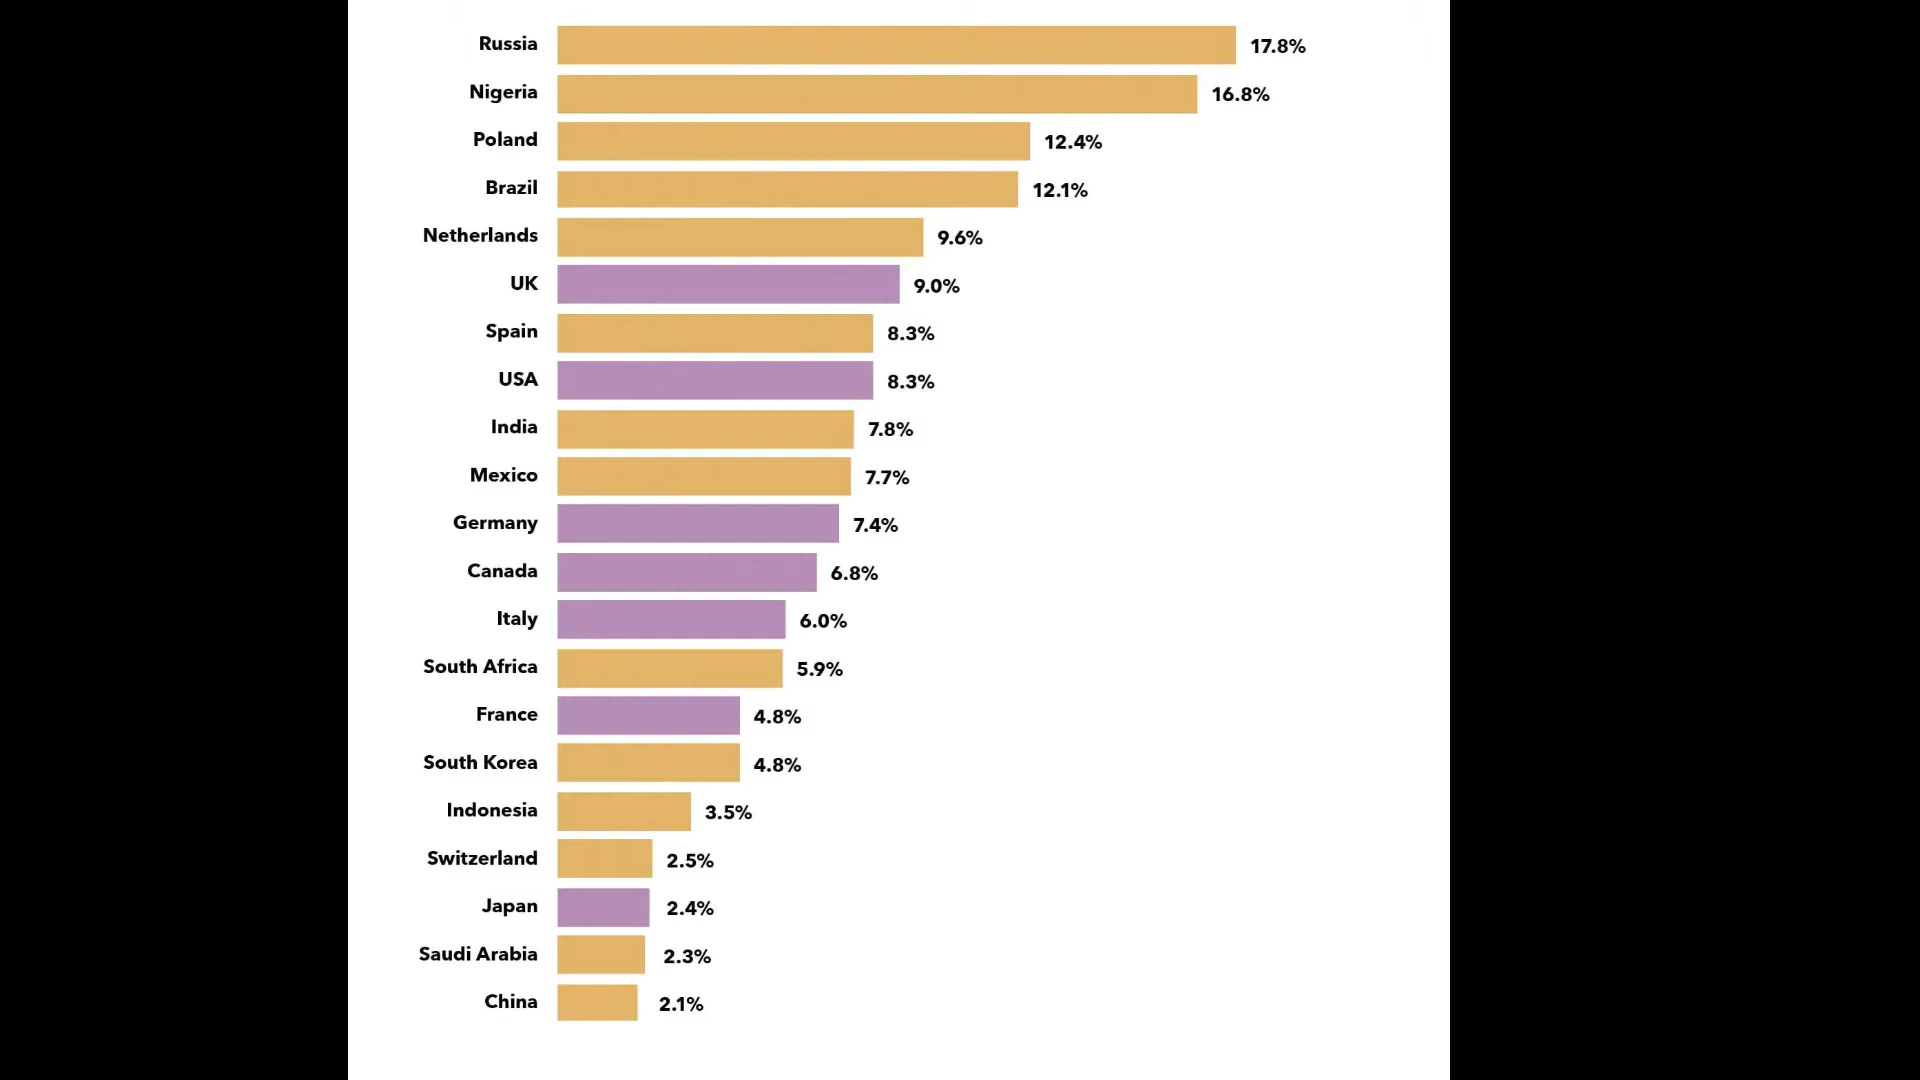 Russia 17.8%
Nigeria 16.8%
Poland 12.4%
Brazil 12.1%
Netherlands 9.6%
UK 9.0%
Spain 8.3%
USA 8.3%
India 7.8%
Mexico 7.7%
Germany 7.4%
Canada 6.8%
Italy 6.0%
South Africa 5.9%
France 4.8%
South Korea 4.8%
Indonesia 3.5%
Switzerland 2.5%
Japan 2.4%
Saudi Arabia 2.3%
China 2.1%